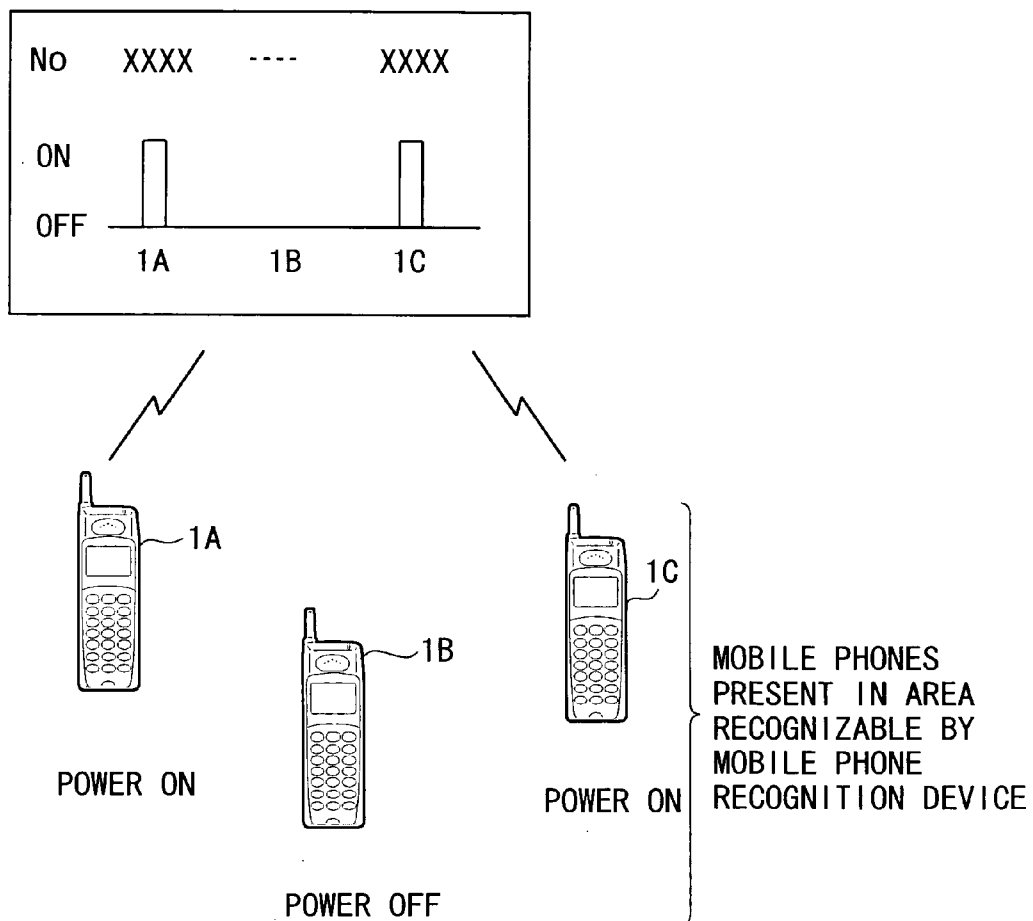 No XXXX ---- XXXX
ON
OFF
1A 1B 1C
1A
1B
1C
POWER ON
POWER OFF
POWER ON
MOBILE PHONES
PRESENT IN AREA
RECOGNIZABLE BY
MOBILE PHONE
RECOGNITION DEVICE